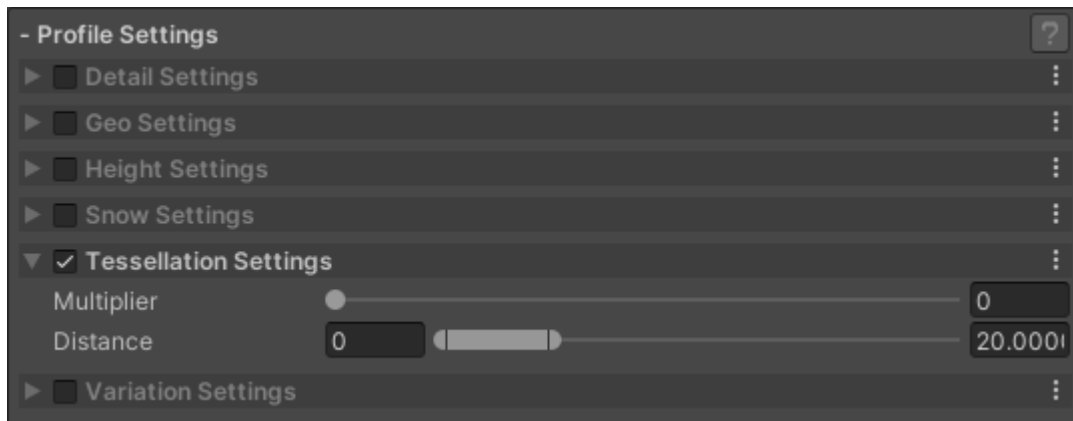 - Profile Settings ?
Detail Settings
Geo Settings
Height Settings
Snow Settings
Tessellation Settings
Multiplier 0
Distance 0 20.000
Variation Settings